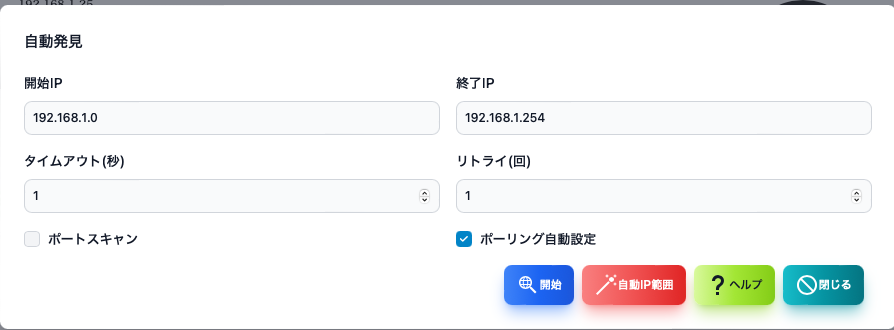 192.168.1.25
自動発見
開始IP
終了IP
192.168.1.0
192.168.1.254
タイムアウト(秒)
リトライ(回)
1
1
ポートスキャン
ポーリング自動設定
開始
自動IP範囲
ヘルプ
閉じる